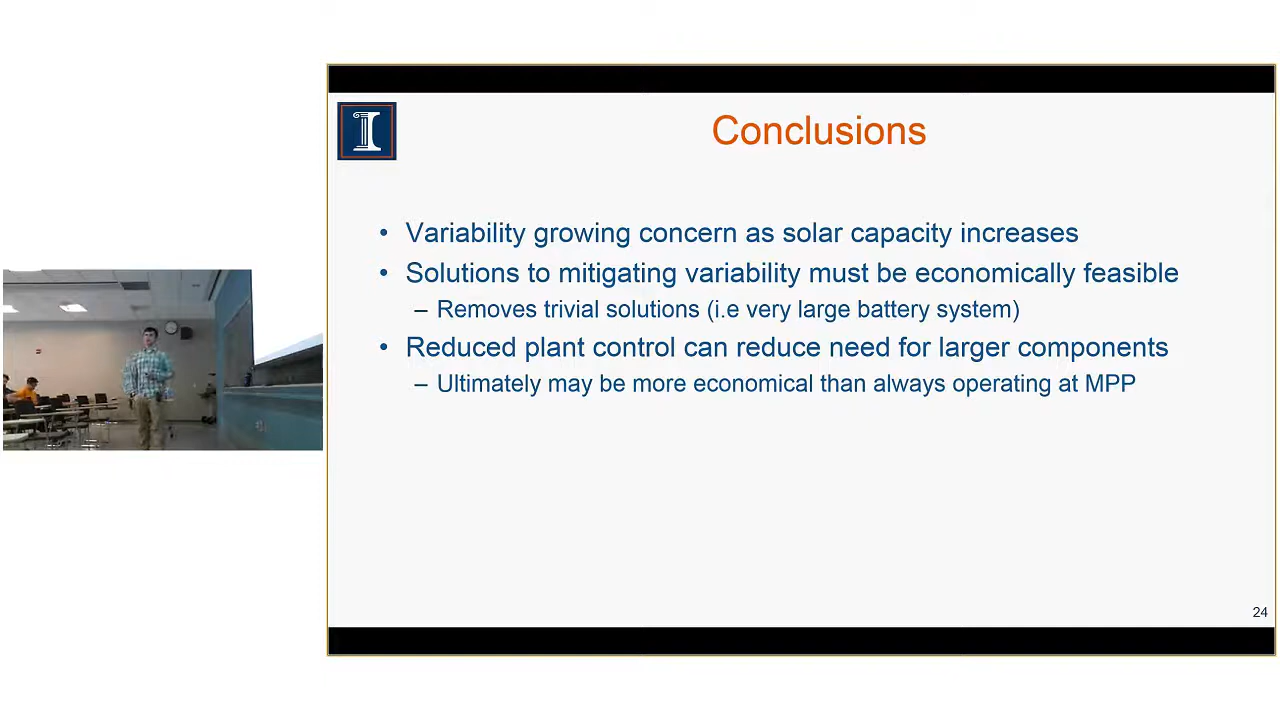 Conclusions
• Variability growing concern as solar capacity increases
• Solutions to mitigating variability must be economically feasible
– Removes trivial solutions (i.e very large battery system)
• Reduced plant control can reduce need for larger components
– Ultimately may be more economical than always operating at MPP
24